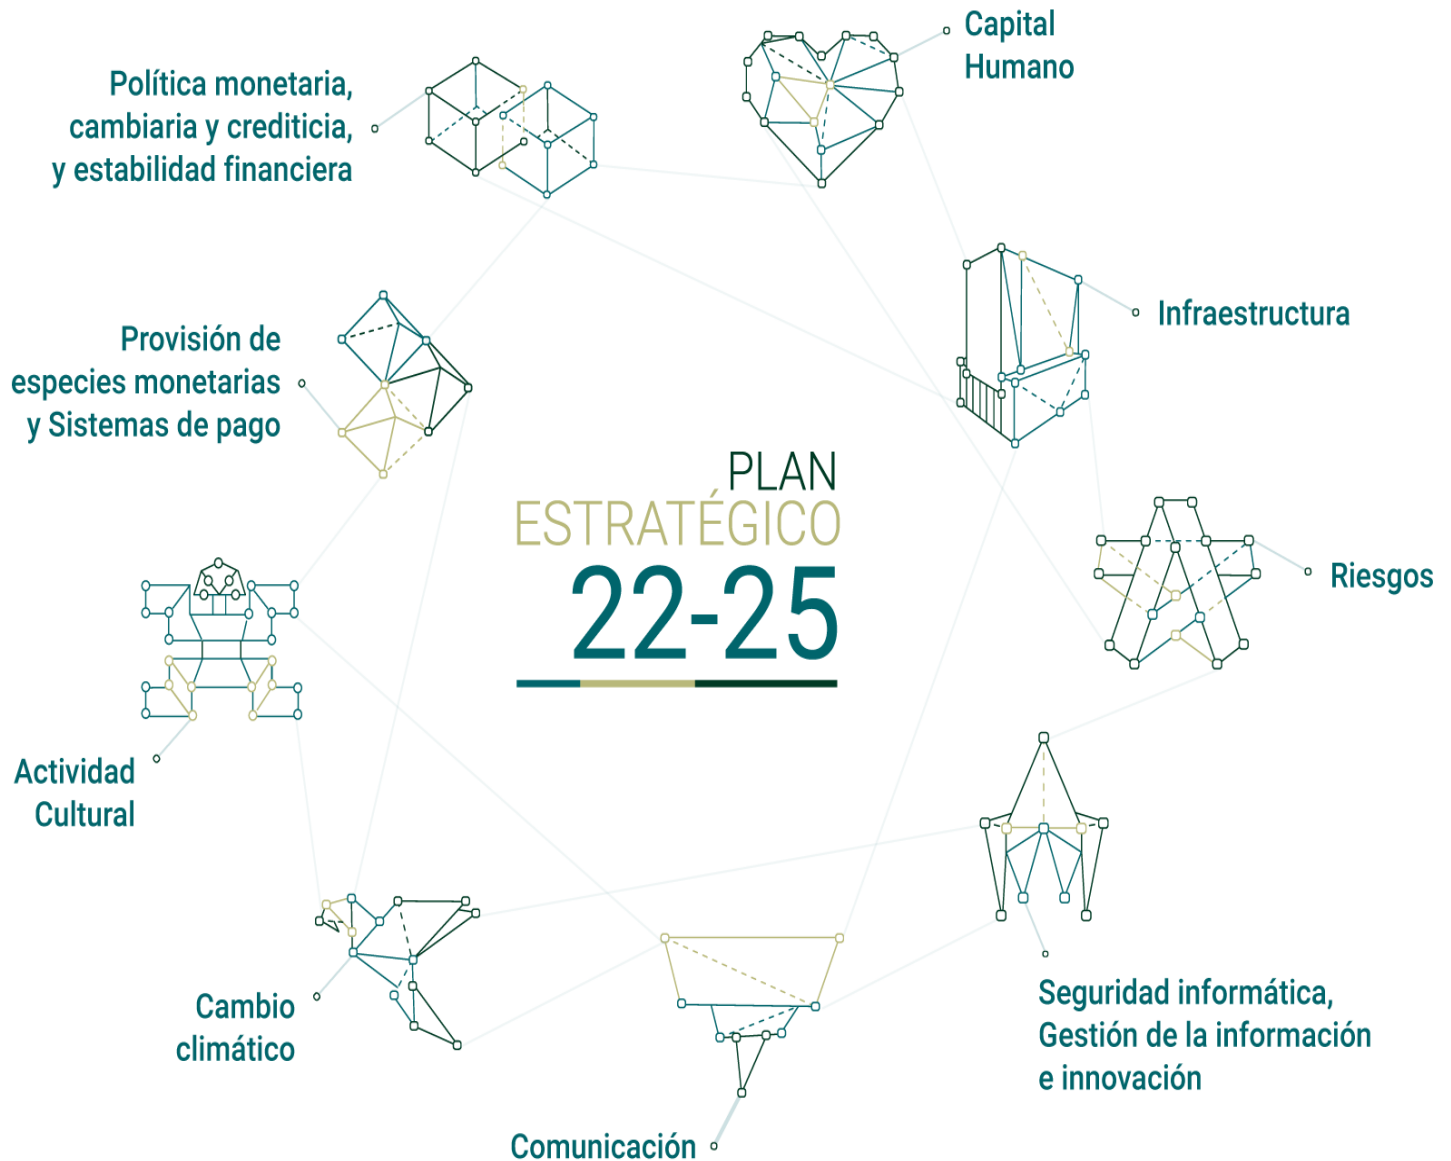 Capital
Humano
Política monetaria,
cambiaria y crediticia,
y estabilidad financiera
Infraestructura
Provisión de
especies monetarias
y Sistemas de pago
PLAN
ESTRATÉGICO
22-25
Riesgos
Actividad
Cultural
Cambio
climático
Seguridad informática,
Gestión de la información
e innovación
Comunicación